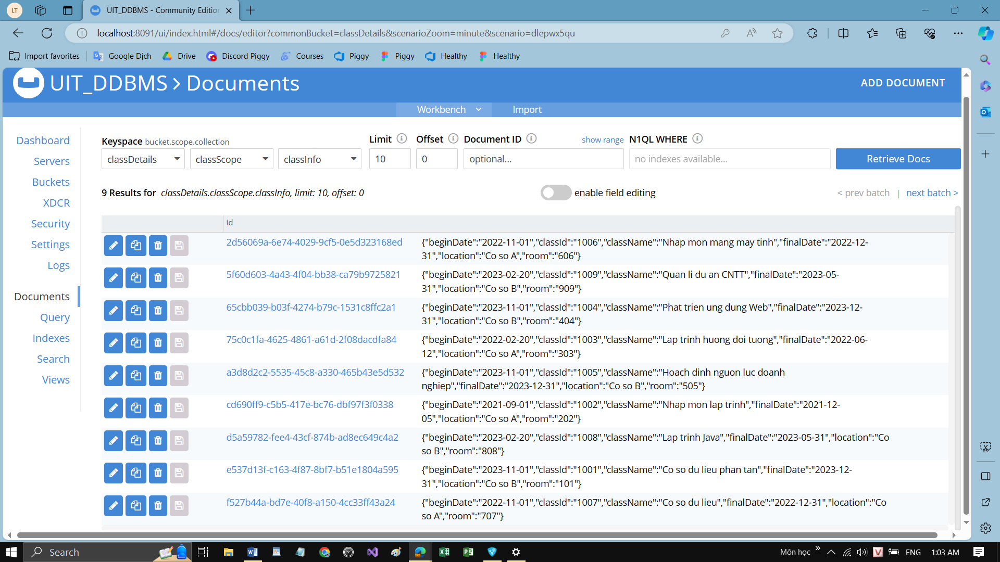 LT
UIT_DDBMS - Community Edition
localhost:8091/ui/index.html#/docs/editor?commonBucket=classDetails&scenarioZoom=minute&scenario=dlepwx5qu
Import favorites
Google Dịch
Drive
Discord Piggy
Courses
Piggy
Piggy
Healthy
Healthy
UIT_DDBMS > Documents
ADD DOCUMENT
Workbench
Import
Dashboard
Servers
Buckets
XDCR
Security
Settings
Logs
Documents
Query
Indexes
Search
Views
Keyspace bucket.scope.collection
Limit
Offset
Document ID
show range
N1QL WHERE
classDetails
classScope
classInfo
10
0
optional...
no indexes available...
Retrieve Docs
9 Results for classDetails.classScope.classInfo, limit: 10, offset: 0
enable field editing
< prev batch | next batch >
id
2d56069a-6e74-4029-9cf5-0e5d323168ed
{"beginDate":"2022-11-01","classId":"1006","className":"Nhap mon mang may tinh","finalDate":"2022-12-
31","location":"Co so A","room":"606"}
5f60d603-4a43-4f04-bb38-ca79b9725821
{"beginDate":"2023-02-20","classId":"1009","className":"Quan li du an CNTT","finalDate":"2023-05-
31","location":"Co so B","room":"909"}
65cbb039-b03f-4274-b79c-1531c8ffc2a1
{"beginDate":"2023-11-01","classId":"1004","className":"Phat trien ung dung Web","finalDate":"2023-12-
31","location":"Co so B","room":"404"}
75c0c1fa-4625-4861-a61d-2f08dacdfa84
{"beginDate":"2022-02-20","classId":"1003","className":"Lap trinh huong doi tuong","finalDate":"2022-06-
12","location":"Co so A","room":"303"}
a3d8d2c2-5535-45c8-a330-465b43e5d532
{"beginDate":"2023-11-01","classId":"1005","className":"Hoach dinh nguon luc doanh
nghiep","finalDate":"2023-12-31","location":"Co so B","room":"505"}
cd690ff9-c5b5-417e-bc76-dbf97f3f0338
{"beginDate":"2021-09-01","classId":"1002","className":"Nhap mon lap trinh","finalDate":"2021-12-
05","location":"Co so A","room":"202"}
d5a59782-fee4-43cf-874b-ad8ec649c4a2
{"beginDate":"2023-02-20","classId":"1008","className":"Lap trinh Java","finalDate":"2023-05-31","location":"Co
so B","room":"808"}
e537d13f-c163-4f87-8bf7-b51e1804a595
{"beginDate":"2023-11-01","classId":"1001","className":"Co so du lieu phan tan","finalDate":"2023-12-
31","location":"Co so B","room":"101"}
f527b44a-bd7e-40f8-a150-4cc33ff43a24
{"beginDate":"2022-11-01","classId":"1007","className":"Co so du lieu","finalDate":"2022-12-31","location":"Co
so A","room":"707"}
Search
Môn học
ENG
1:03 AM